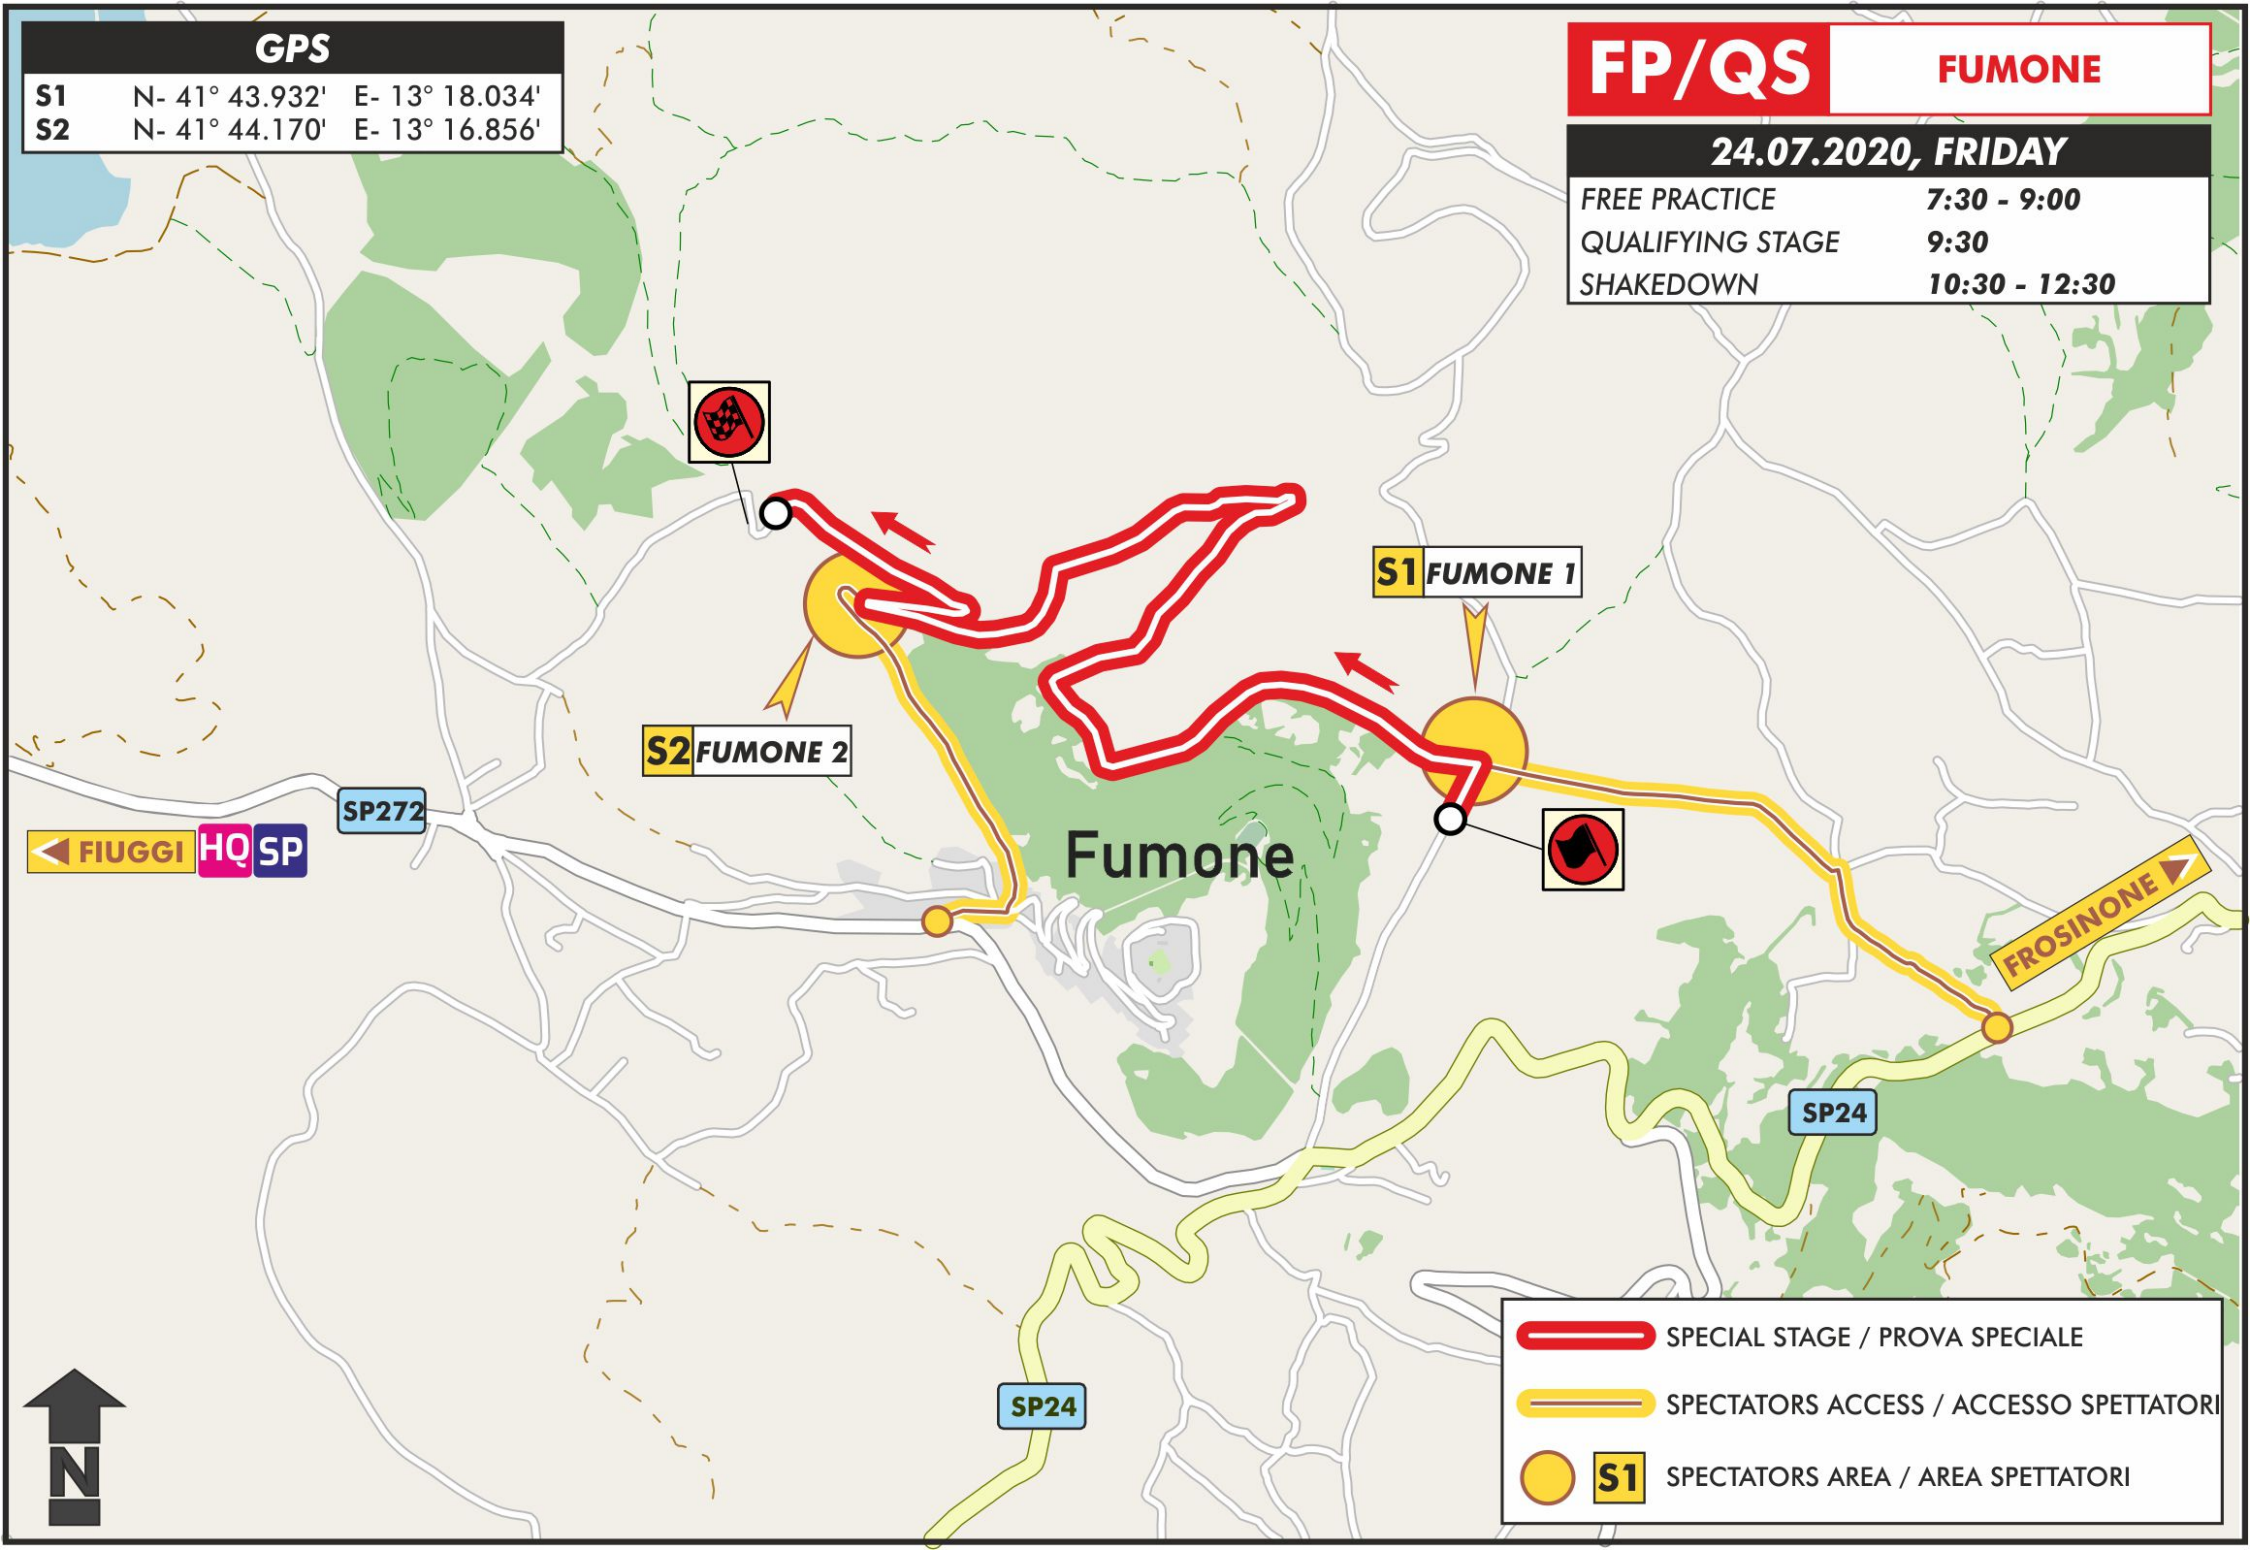 GPS
S1 N- 41° 43.932' E- 13° 18.034'
S2 N- 41° 44.170' E- 13° 16.856'
FP/QS FUMONE
24.07.2020, FRIDAY
FREE PRACTICE 7:30 - 9:00
QUALIFYING STAGE 9:30
SHAKEDOWN 10:30 - 12:30
S1 FUMONE 1
S2 FUMONE 2
SP272
FIUGGI HQ SP
Fumone
FROSINONE
SP24
SP24
SPECIAL STAGE / PROVA SPECIALE
SPECTATORS ACCESS / ACCESSO SPETTATORI
S1 SPECTATORS AREA / AREA SPETTATORI
N